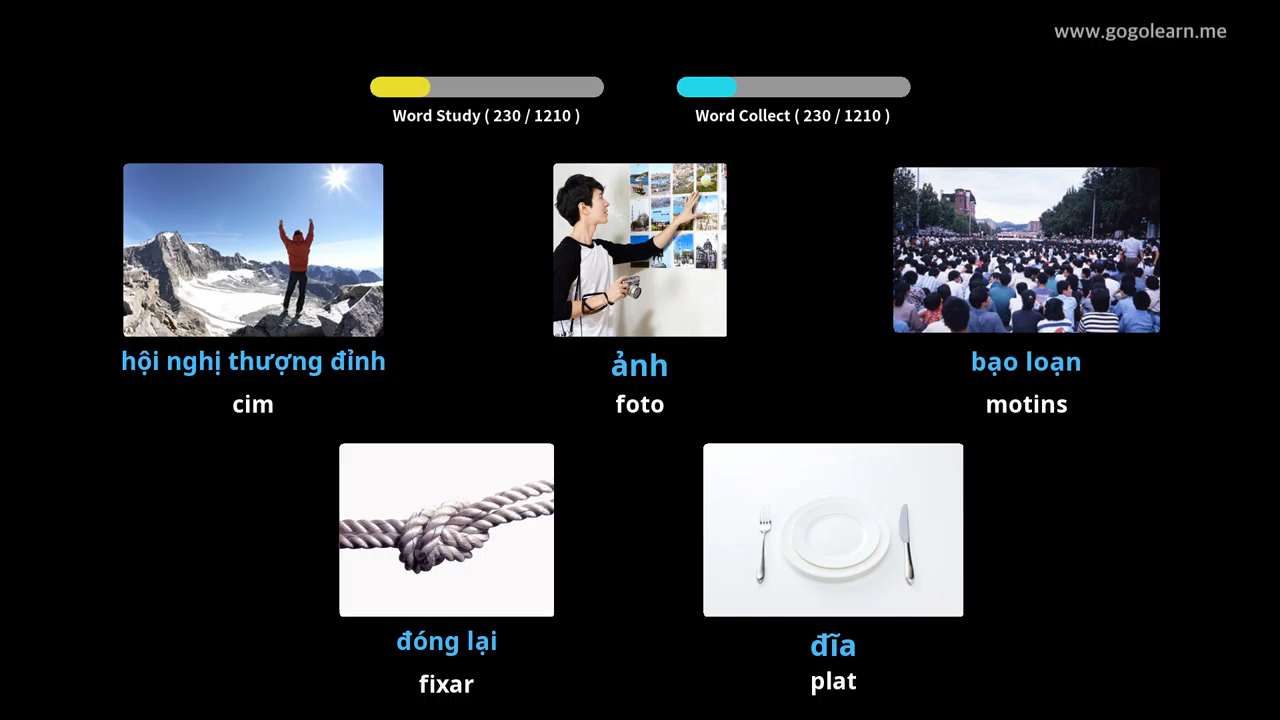 www.gogolearn.me
Word Study ( 230 / 1210 )
Word Collect ( 230 / 1210 )
hội nghị thượng đỉnh
cim
ảnh
foto
bạo loạn
motins
đóng lại
fixar
đĩa
plat